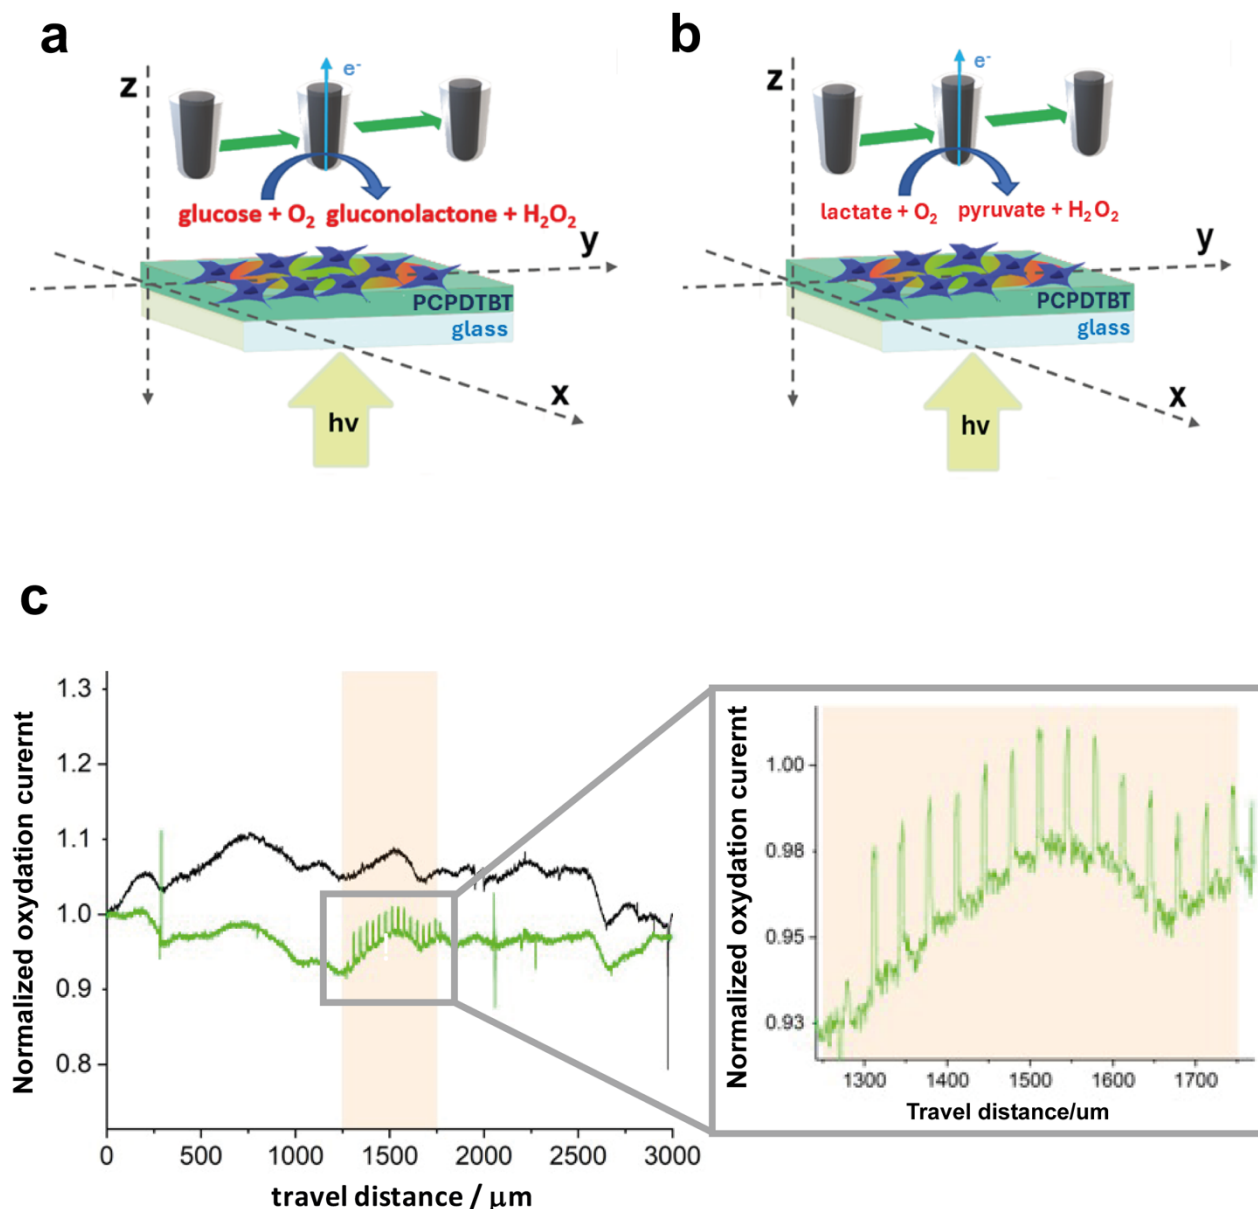 a
b
z
e-
glucose + O2 gluconolactone + H2O2
y
PCPDTBT
glass
x
hv
z
e-
lactate + O2 pyruvate + H2O2
y
PCPDTBT
glass
x
hv
c
Normalized oxydation curernt
1.3
1.2
1.1
1.0
0.9
0.8
0
500
1000
1500
2000
2500
3000
travel distance / μm
Normalized oxydation curernt
1.00
0.98
0.95
0.93
1300
1400
1500
1600
1700
Travel distance/um